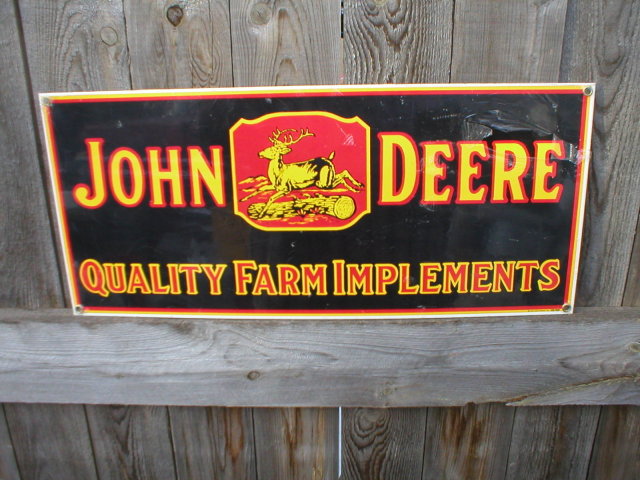 JOHN DEERE
QUALITY FARM IMPLEMENTS